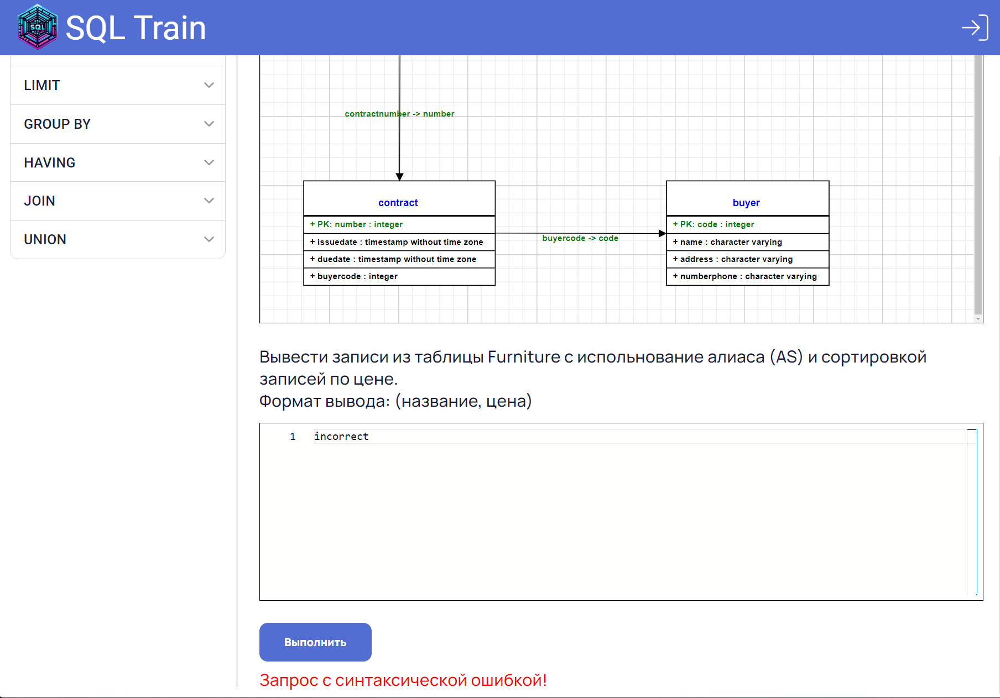 SQL
SQL Train
LIMIT
GROUP BY
HAVING
JOIN
UNION
contractnumber -> number
contract
+ PK: number : integer
+ issuedate : timestamp without time zone
+ duedate : timestamp without time zone
+ buyercode : integer
buyercode -> code
buyer
+ PK: code : integer
+ name : character varying
+ address : character varying
+ numberphone : character varying
Вывести записи из таблицы Furniture с испольнование алиаса (AS) и сортировкой
записей по цене.
Формат вывода: (название, цена)
1 incorrect
Выполнить
Запрос с синтаксической ошибкой!